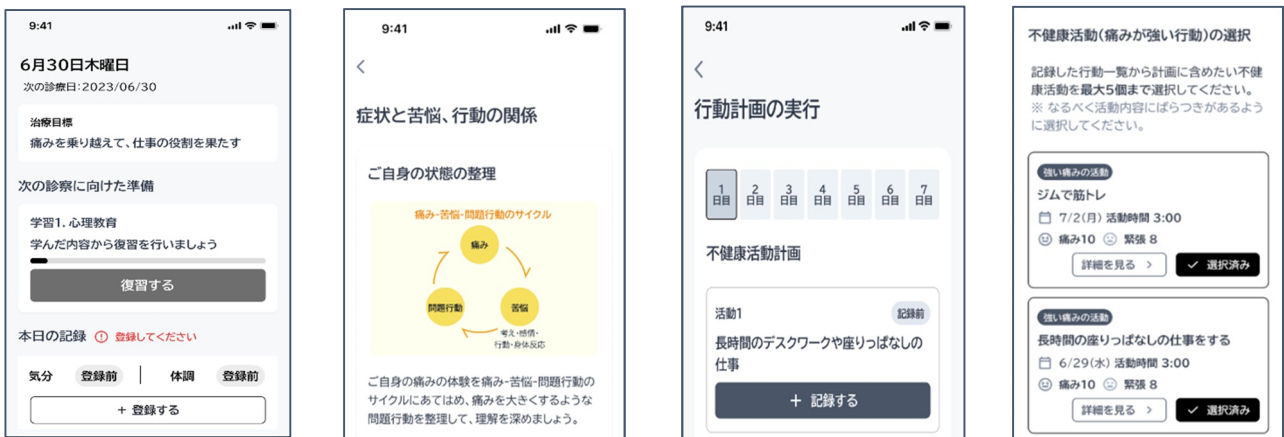 9:41
6月30日木曜日
次の診療日:2023/06/30
治療目標
痛みを乗り越えて、仕事の役割を果たす
次の診察に向けた準備
学習1. 心理教育
学んだ内容から復習を行いましょう
復習する
本日の記録 登録してください
気分 登録前 体調 登録前
+ 登録する
9:41
症状と苦悩、行動の関係
ご自身の状態の整理
痛み-苦悩-問題行動のサイクル
痛み
問題行動
苦悩
考え・感情・
行動・身体反応
ご自身の痛みの体験を痛み-苦悩-問題行動の
サイクルにあてはめ、痛みを大きくするような
問題行動を整理して、理解を深めましょう。
9:41
行動計画の実行
1 2 3 4 5 6 7
日目 日目 日目 日目 日目 日目 日目
不健康活動計画
活動1 記録前
長時間のデスクワークや座りっぱなしの
仕事
+ 記録する
不健康活動(痛みが強い行動)の選択
記録した行動一覧から計画に含めたい不健
康活動を最大5個まで選択してください。
※ なるべく活動内容にばらつきがあるよう
に選択してください。
強い痛みの活動
ジムで筋トレ
7/2(月) 活動時間 3:00
痛み10 緊張 8
詳細を見る > ✓ 選択済み
強い痛みの活動
長時間の座りっぱなしの仕事をする
6/29(水) 活動時間 3:00
痛み10 緊張 8
詳細を見る > ✓ 選択済み